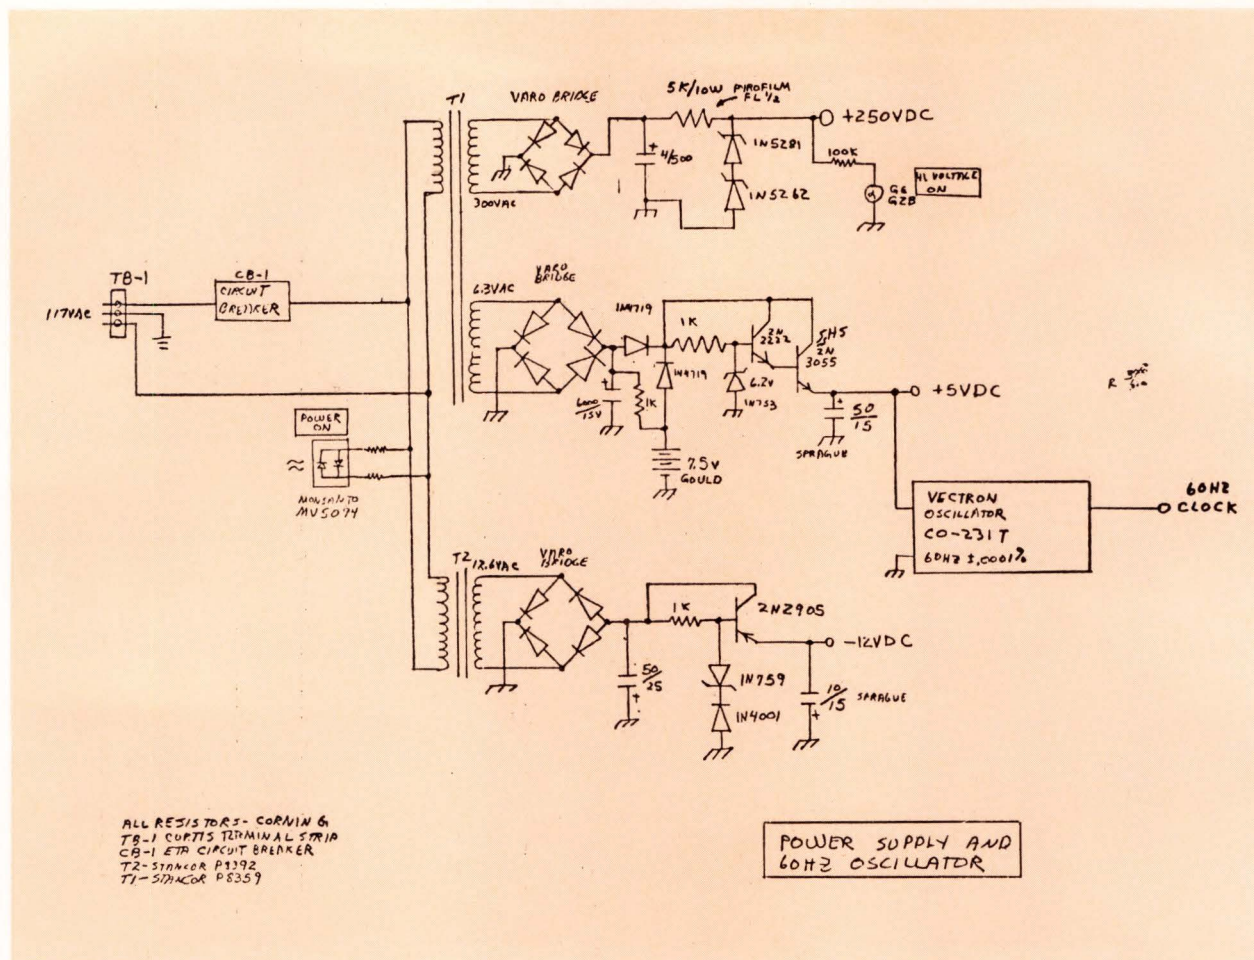 T1
VARO BRIDGE
5K/10W PIROFILM
FL 1/2
+250VDC
+
4/500
1N5281
100K
1N5262
HI VOLTAGE
ON
G6
G2B
300VAC
TB-1
CB-1
CIRCUIT
BREAKER
117VAC
6.3VAC
VARO
BRIDGE
1N4719
1K
2N
2222
SH5
2N
3055
+
6000/15V
1K
1N4719
6.2V
1N753
+5VDC
+
50/15
SPRAGUE
7.5V
GOULD
POWER
ON
≈
MONSANTO
MV5094
VECTRON
OSCILLATOR
CO-231T
60HZ ±.0001%
60HZ
CLOCK
T2
12.6VAC
VARO
BRIDGE
1K
2N2905
-12VDC
50/25
+
1N759
1N4001
10/15
+
SPRAGUE
ALL RESISTORS- CORNING
TB-1 CURTIS TERMINAL STRIP
CB-1 ETA CIRCUIT BREAKER
T2-STANCOR P8392
T1-STANCOR P8359
POWER SUPPLY AND
60HZ OSCILLATOR